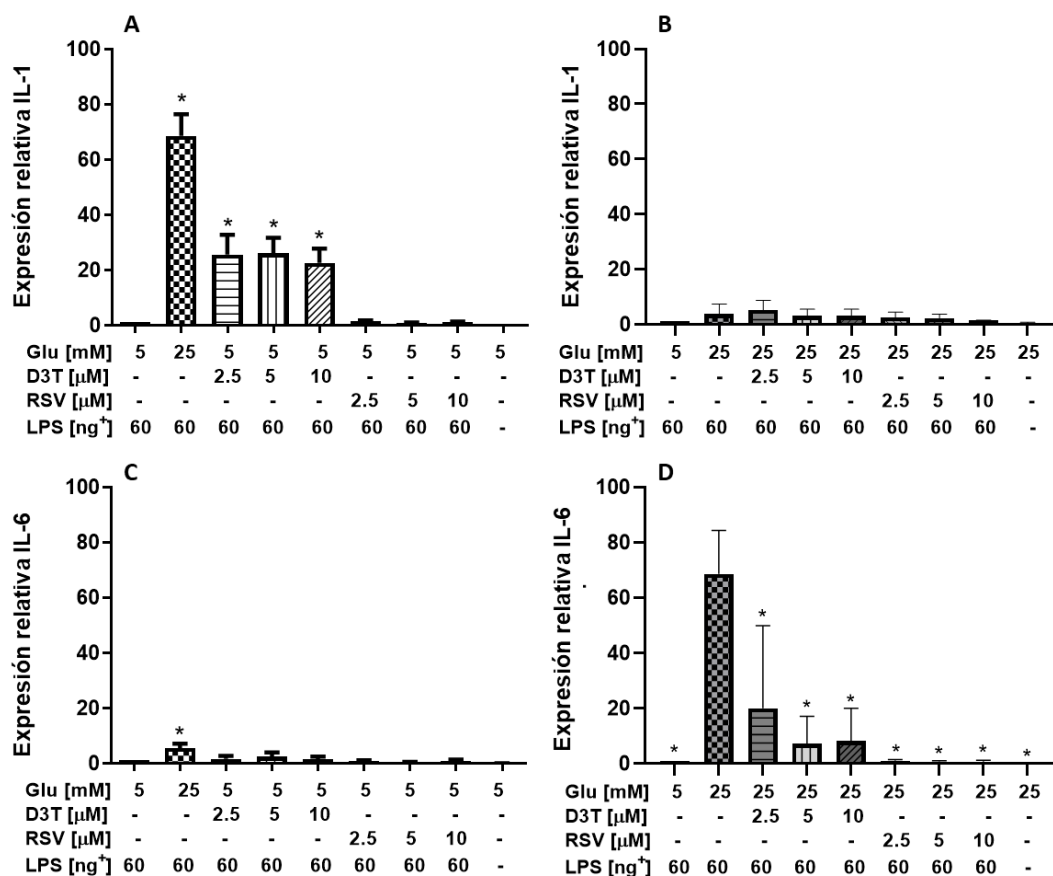 A
Expresión relativa IL-1
100
80
60
40
20
0
*
*
*
*
Glu [mM] 5 25 5 5 5 5 5 5 5
D3T [µM] - - 2.5 5 10 - - - -
RSV [µM] - - - - - 2.5 5 10 -
LPS [ng+] 60 60 60 60 60 60 60 60 -
B
Expresión relativa IL-1
100
80
60
40
20
0
Glu [mM] 5 25 25 25 25 25 25 25 25
D3T [µM] - - 2.5 5 10 - - - -
RSV [µM] - - - - - 2.5 5 10 -
LPS [ng+] 60 60 60 60 60 60 60 60 -
C
Expresión relativa IL-6
100
80
60
40
20
0
*
Glu [mM] 5 25 5 5 5 5 5 5 5
D3T [µM] - - 2.5 5 10 - - - -
RSV [µM] - - - - - 2.5 5 10 -
LPS [ng+] 60 60 60 60 60 60 60 60 -
D
Expresión relativa IL-6
100
80
60
40
20
0
*
*
*
*
*
*
*
*
Glu [mM] 5 25 25 25 25 25 25 25 25
D3T [µM] - - 2.5 5 10 - - - -
RSV [µM] - - - - - 2.5 5 10 -
LPS [ng+] 60 60 60 60 60 60 60 60 -